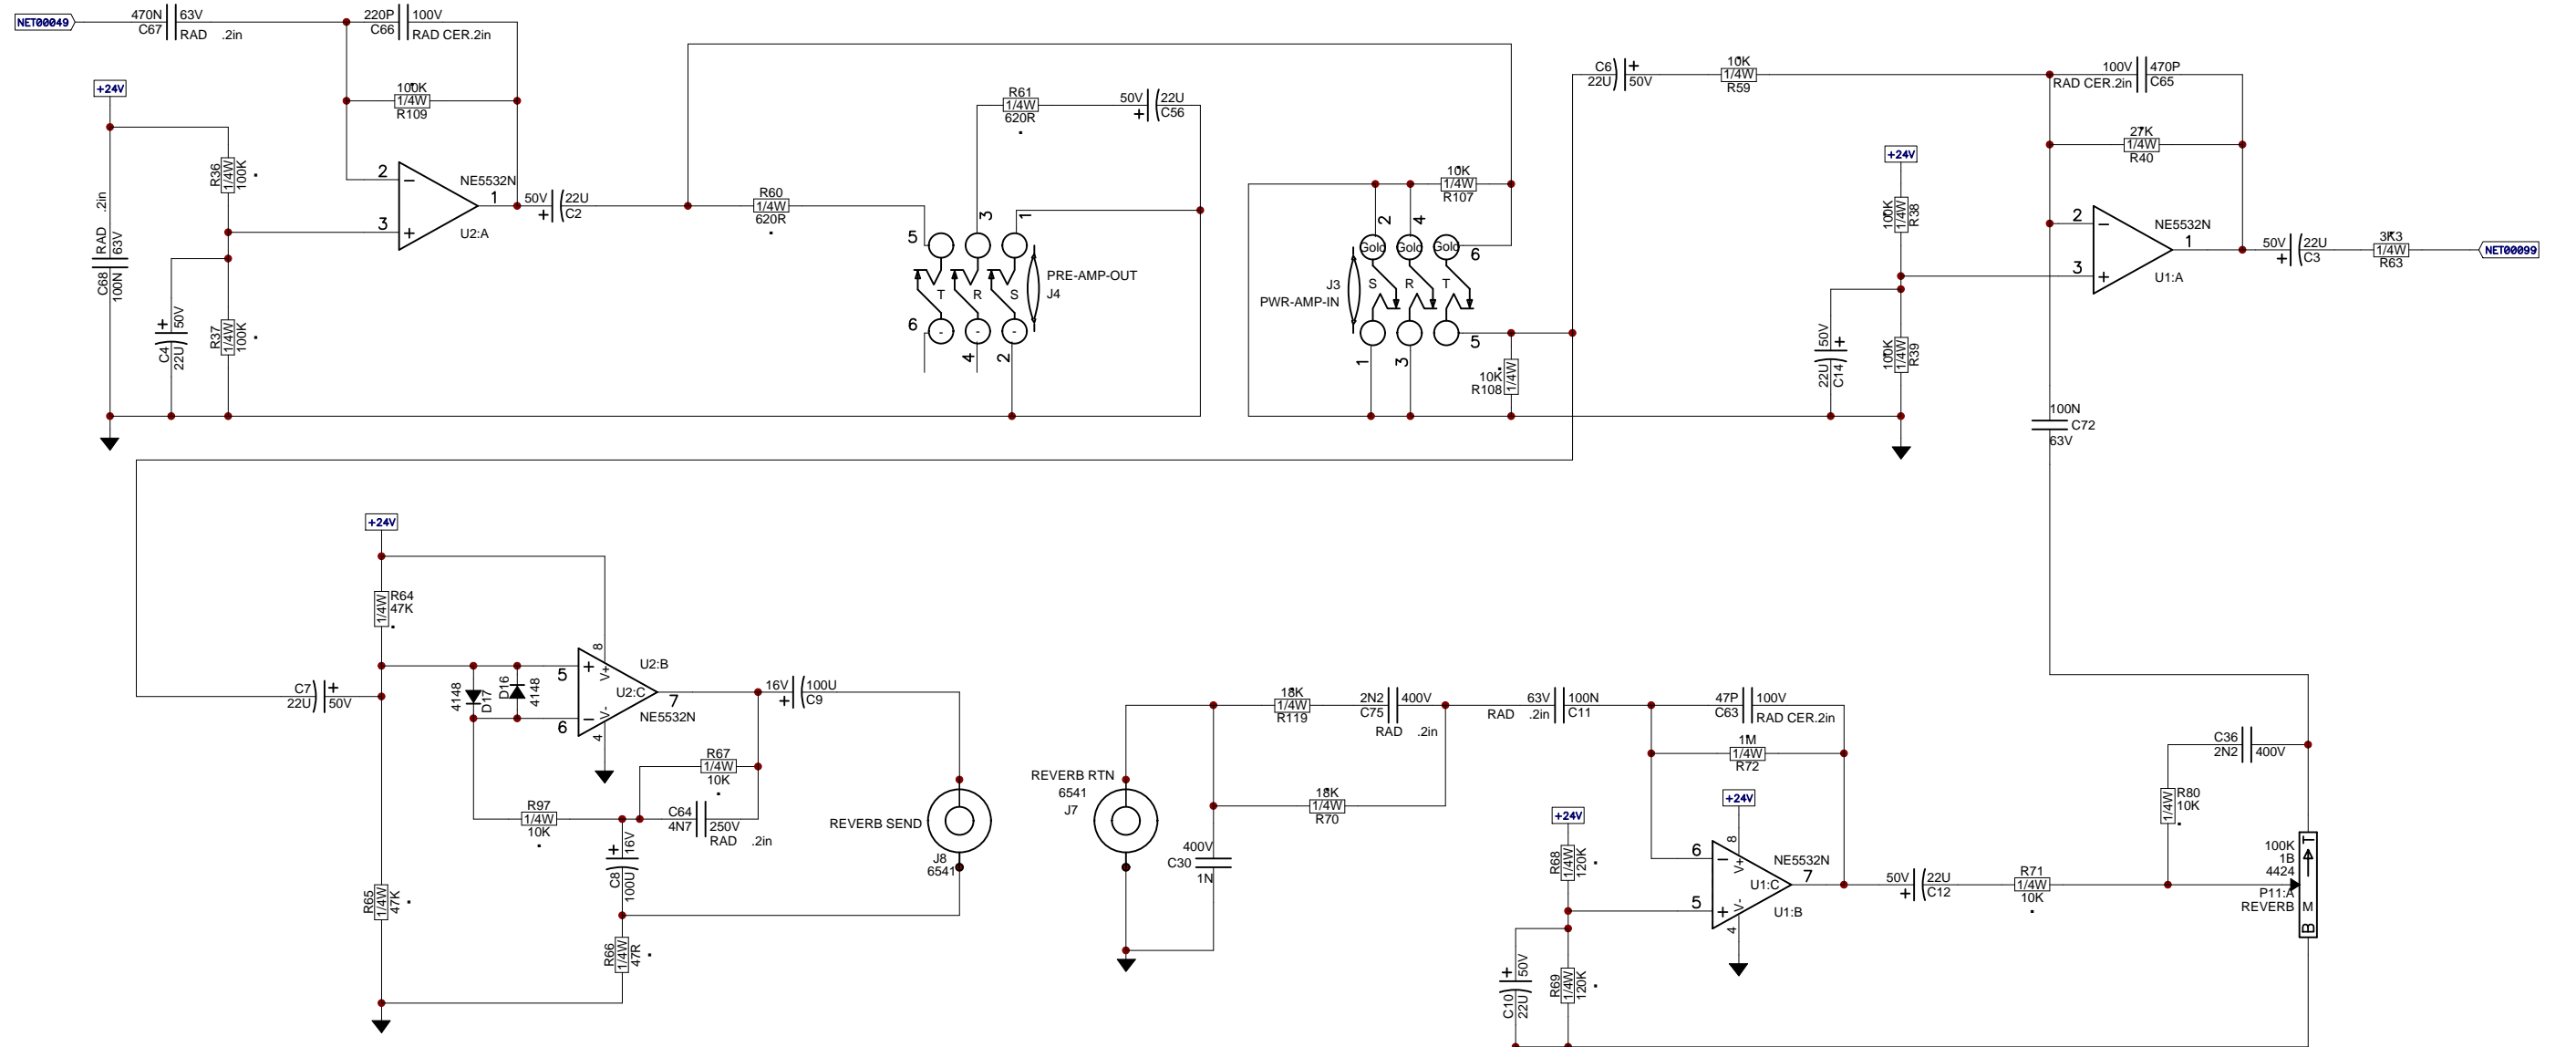 NET00049
470N 63V
C67 RAD .2in
220P 100V
C66 RAD CER.2in
+24V
100K
1/4W
R109
R36
1/4W
100K
RAD .2in
63V
C68
100N
2
3
1
NE5532N
U2:A
50V 22U
C2
50V
C4
22U
R37
1/4W
100K
R60
1/4W
620R
R61
1/4W
620R
50V 22U
C56
5
3
1
T
R
S
6
4
2
PRE-AMP-OUT
J4
10K
1/4W
R107
2
4
6
Gold
Gold
Gold
J3
PWR-AMP-IN
S
R
T
1
3
5
10K
R108
1/4W
C6
22U 50V
10K
1/4W
R59
100V 470P
RAD CER.2in C65
27K
1/4W
R40
+24V
100K
1/4W
R38
2
3
1
NE5532N
U1:A
50V 22U
C3
3K3
1/4W
R63
NET00099
50V
22U
C14
100K
1/4W
R39
100N
C72
63V
+24V
R64
47K
1/4W
C7
22U 50V
4148
D17
D16
4148
5
6
8
V+
V-
4
7
U2:B
U2:C
NE5532N
16V 100U
C9
R67
1/4W
10K
R97
1/4W
10K
C64
4N7 250V
RAD .2in
16V
C8
100U
R65
1/4W
47K
R66
1/4W
47R
REVERB SEND
J8
6541
REVERB RTN
6541
J7
18K
1/4W
R119
2N2 400V
C75
RAD .2in
18K
1/4W
R70
400V
C30
1N
63V 100N
RAD .2in C11
47P 100V
C63 RAD CER.2in
1M
1/4W
R72
+24V
+24V
R68
1/4W
120K
6
5
8
V+
V-
4
7
NE5532N
U1:C
U1:B
50V 22U
C12
R71
1/4W
10K
C36
2N2 400V
R80
10K
1/4W
100K
1B
4424
P11:A
REVERB
T
M
B
50V
C10
22U
R69
1/4W
120K